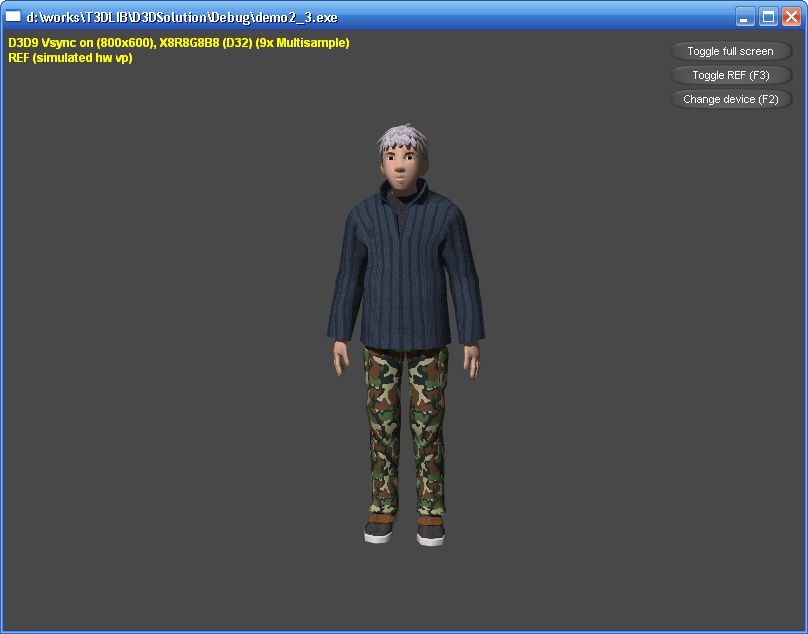 d:\works\T3DLIB\D3DSolution\Debug\demo2_3.exe
D3D9 Vsync on (800x600), X8R8G8B8 (D32) (9x Multisample)
REF (simulated hw vp)
Toggle full screen
Toggle REF (F3)
Change device (F2)